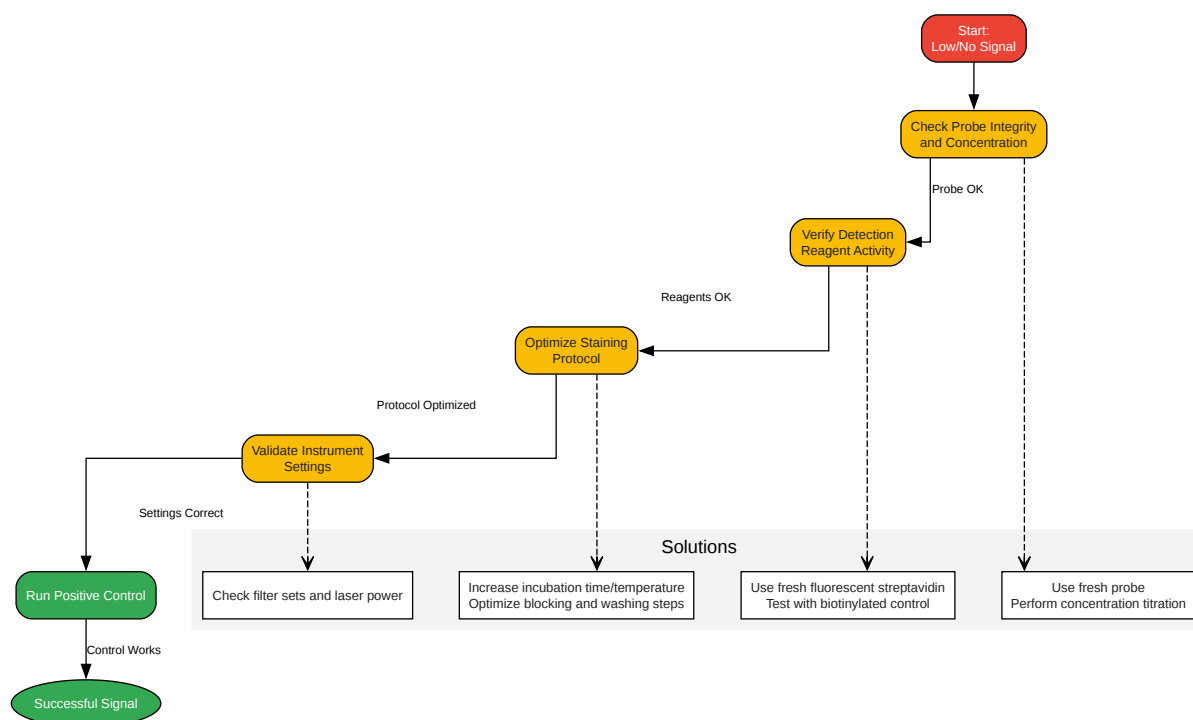 Start:
Low/No Signal
Check Probe Integrity
and Concentration
Probe OK
Verify Detection
Reagent Activity
Reagents OK
Optimize Staining
Protocol
Protocol Optimized
Validate Instrument
Settings
Settings Correct
Solutions
Run Positive Control
Check filter sets and laser power
Increase incubation time/temperature
Optimize blocking and washing steps
Use fresh fluorescent streptavidin
Test with biotinylated control
Use fresh probe
Perform concentration titration
Control Works
Successful Signal